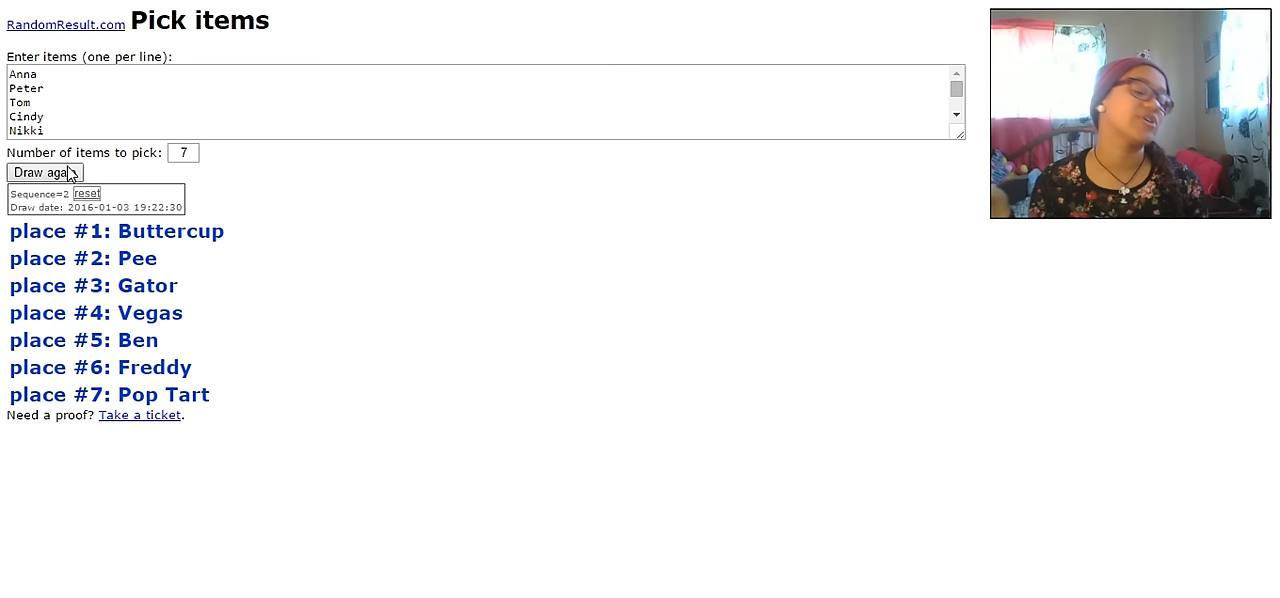 RandomResult.com Pick items
Enter items (one per line):
Anna
Peter
Tom
Cindy
Nikki
Number of items to pick: 7
Draw again
Sequence=2 reset
Draw date: 2016-01-03 19:22:30
place #1: Buttercup
place #2: Pee
place #3: Gator
place #4: Vegas
place #5: Ben
place #6: Freddy
place #7: Pop Tart
Need a proof? Take a ticket.